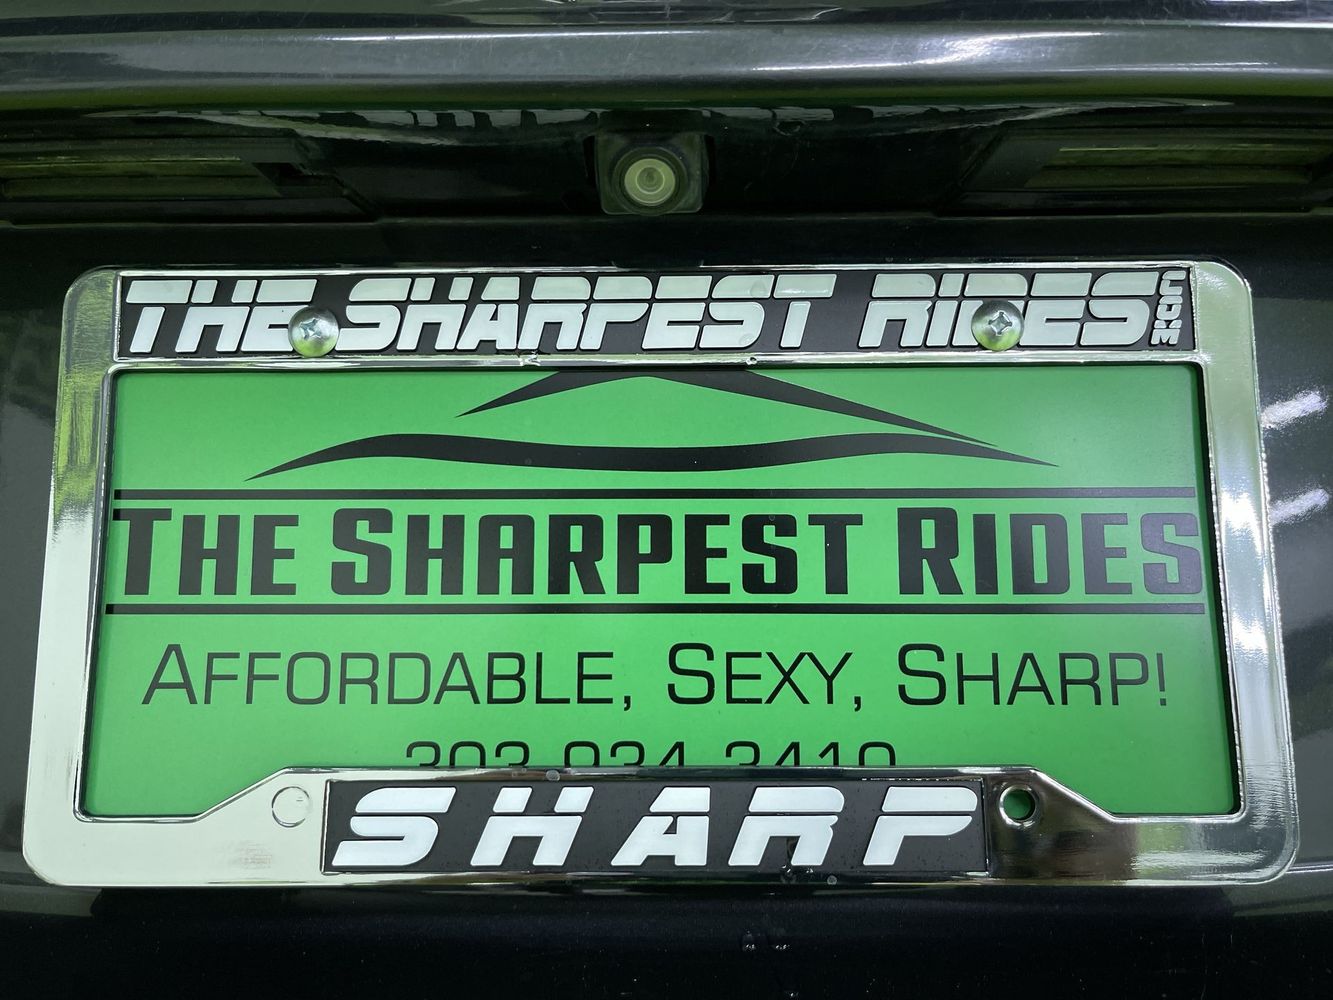 THE SHARPEST RIDES.COM
THE SHARPEST RIDES
AFFORDABLE, SEXY, SHARP!
SHARP